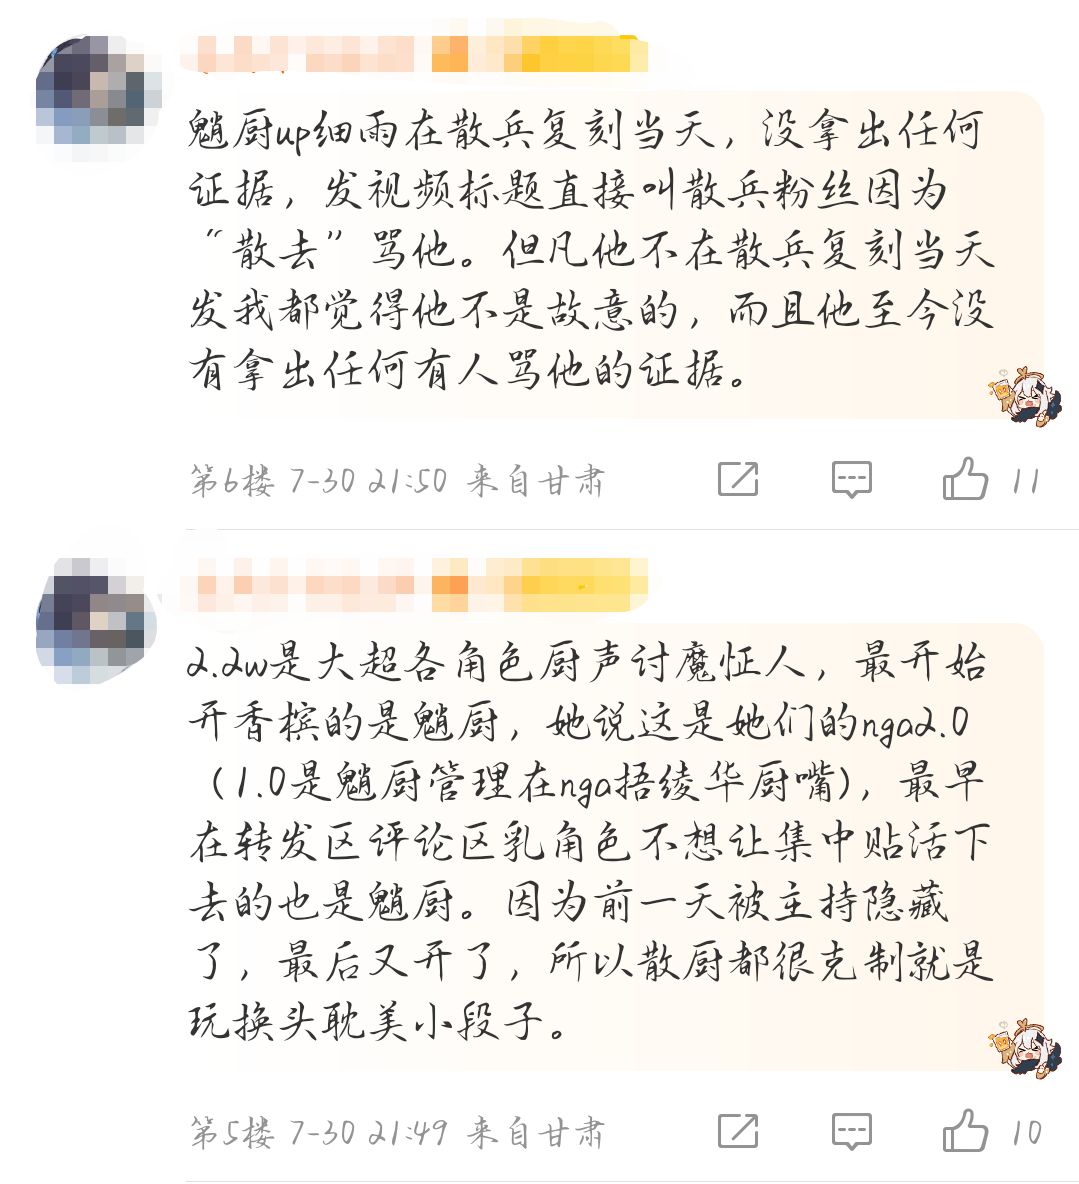 魈厨up细雨在散兵复刻当天，没拿出任何
证据，发视频标题直接叫散兵粉丝因为
“散去”骂他。但凡他不在散兵复刻当天
发我都觉得他不是故意的，而且他至今没
有拿出任何有人骂他的证据。
第6楼 7-30 21:50 来自甘肃 11
2.2w是大超各角色厨声讨魔怔人，最开始
开香槟的是魈厨，她说这是她们的nga2.0
（1.0是魈厨管理在nga捂绫华厨嘴），最早
在转发区评论区乳角色不想让集中贴活下
去的也是魈厨。因为前一天被主持隐藏
了，最后又开了，所以散厨都很克制就是
玩换头耽美小段子。
第5楼 7-30 21:49 来自甘肃 10